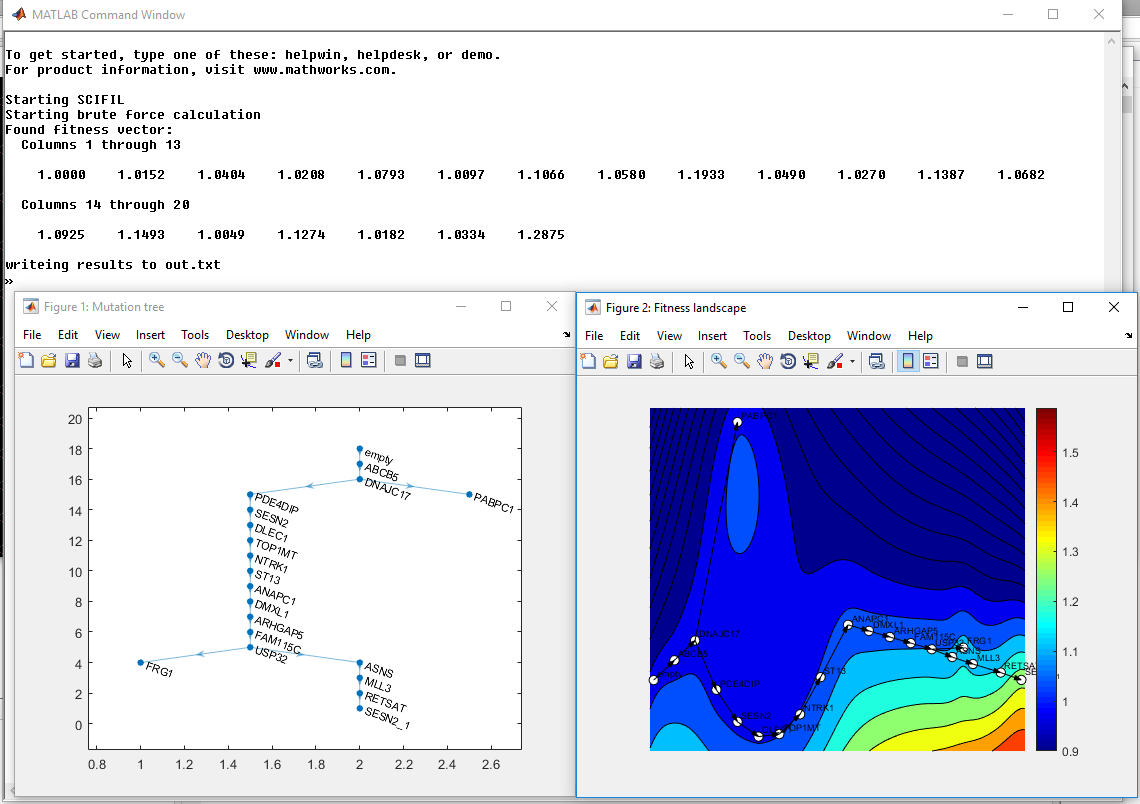 MATLAB Command Window
To get started, type one of these: helpwin, helpdesk, or demo.
For product information, visit www.mathworks.com.
Starting SCIFIL
Starting brute force calculation
Found fitness vector:
Columns 1 through 13
1.0000 1.0152 1.0404 1.0208 1.0793 1.0097 1.1066 1.0580 1.1933 1.0490 1.0270 1.1387 1.0682
Columns 14 through 20
1.0925 1.1493 1.0049 1.1274 1.0182 1.0334 1.2875
writeing results to out.txt
»
Figure 1: Mutation tree
File Edit View Insert Tools Desktop Window Help
20
18
16
14
12
10
8
6
4
2
0
0.8 1 1.2 1.4 1.6 1.8 2 2.2 2.4 2.6
empty
ABCB5
DNAJC17
PABPC1
PDE4DIP
SESN2
DLEC1
TOP1MT
NTRK1
ST13
ANAPC1
DMXL1
ARHGAP5
FAM115C
USP32
FRG1
ASNS
MLL3
RETSAT
SESN2_1
Figure 2: Fitness landscape
File Edit View Insert Tools Desktop Window Help
PABPC1
DNAJC17
ABCB5
PDE4DIP
SESN2
TOP1MT
NTRK1
ST13
ANAPC1
DMXL1
ARHGAP5
FAM115C
FRG1
MLL3
RETSAT
1.5
1.4
1.3
1.2
1.1
1
0.9